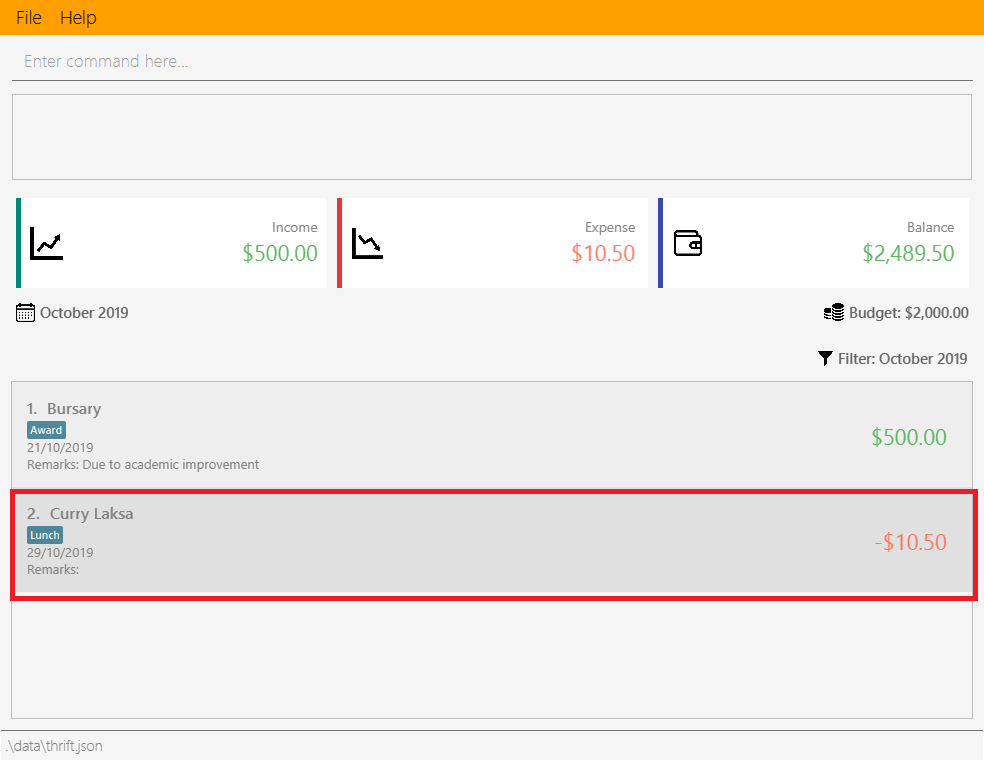 File Help
Enter command here...
Income
$500.00
Expense
$10.50
Balance
$2,489.50
October 2019
Budget: $2,000.00
Filter: October 2019
1. Bursary
Award
21/10/2019
Remarks: Due to academic improvement
$500.00
2. Curry Laksa
Lunch
29/10/2019
Remarks:
-$10.50
.\data\thrift.json